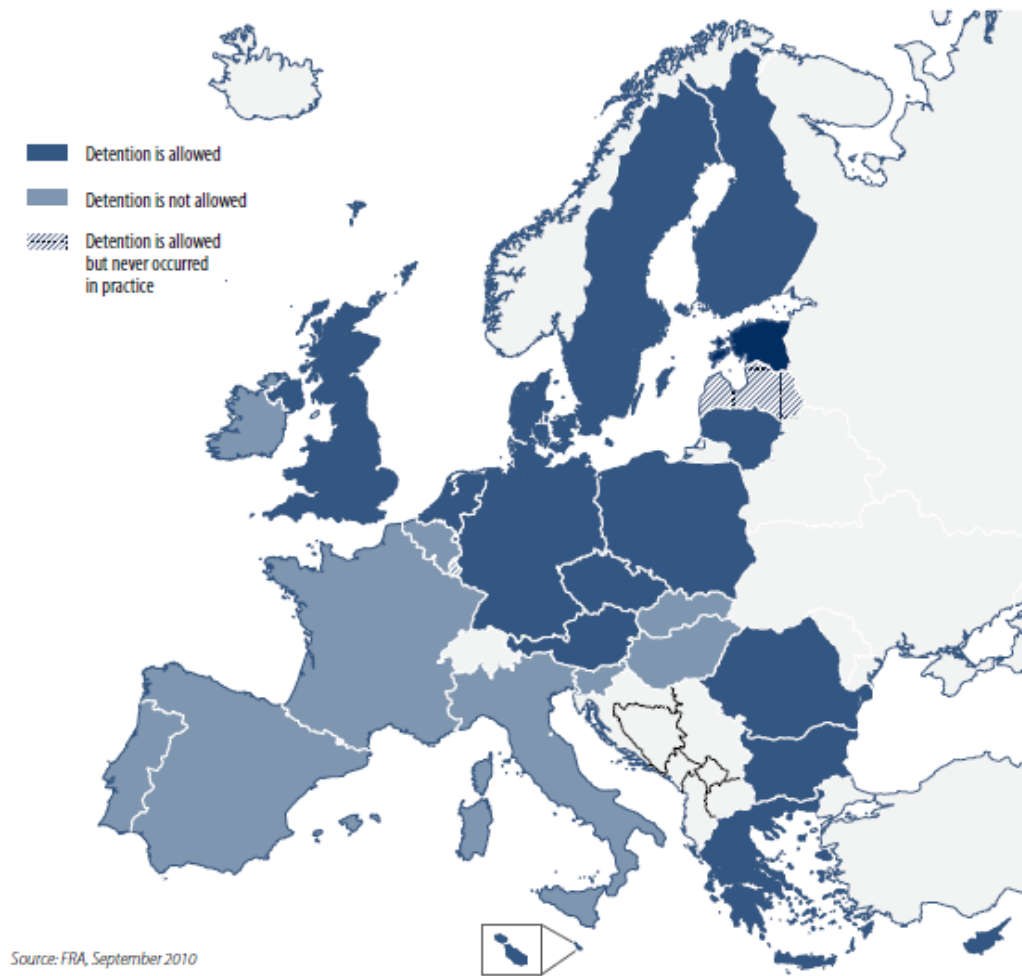 Detention is allowed
Detention is not allowed
Detention is allowed
but never occurred
in practice
Source: FRA, September 2010